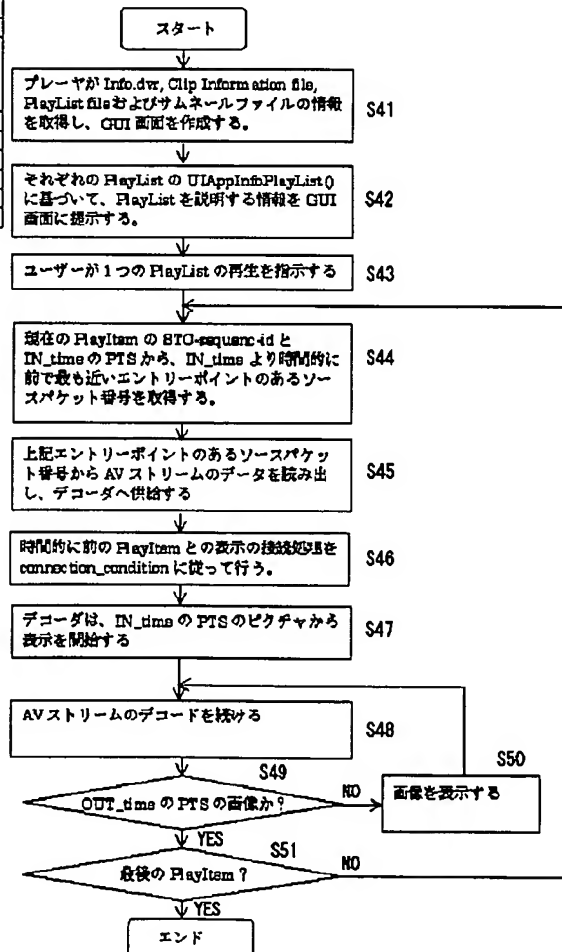 スタート
プレーヤが Info.dvr, Clip Information file,
PlayList fileおよびサムネールファイルの情報
を取得し、GUI 画面を作成する。
S41
それぞれの PlayList の UIAppInfoPlayList()
に基づいて、PlayList を説明する情報を GUI
画面に提示する。
S42
ユーザーが 1 つの PlayList の再生を指示する
S43
現在の PlayItem の STC-sequenc-id と
IN_time の PTS から、IN_time より時間的に
前で最も近いエントリーポイントのあるソー
スパケット番号を取得する。
S44
上記エントリーポイントのあるソースパケッ
ト番号から AV ストリームのデータを読み出
し、デコーダへ供給する
S45
時間的に前の PlayItem との表示の接続処理を
connection_condition に従って行う。
S46
デコーダは、IN_time の PTS のピクチャから
表示を開始する
S47
AV ストリームのデコードを続ける
S48
S49
OUT_time の PTS の画像か?
NO
S50
画像を表示する
YES
S51
最後の PlayItem ?
NO
YES
エンド